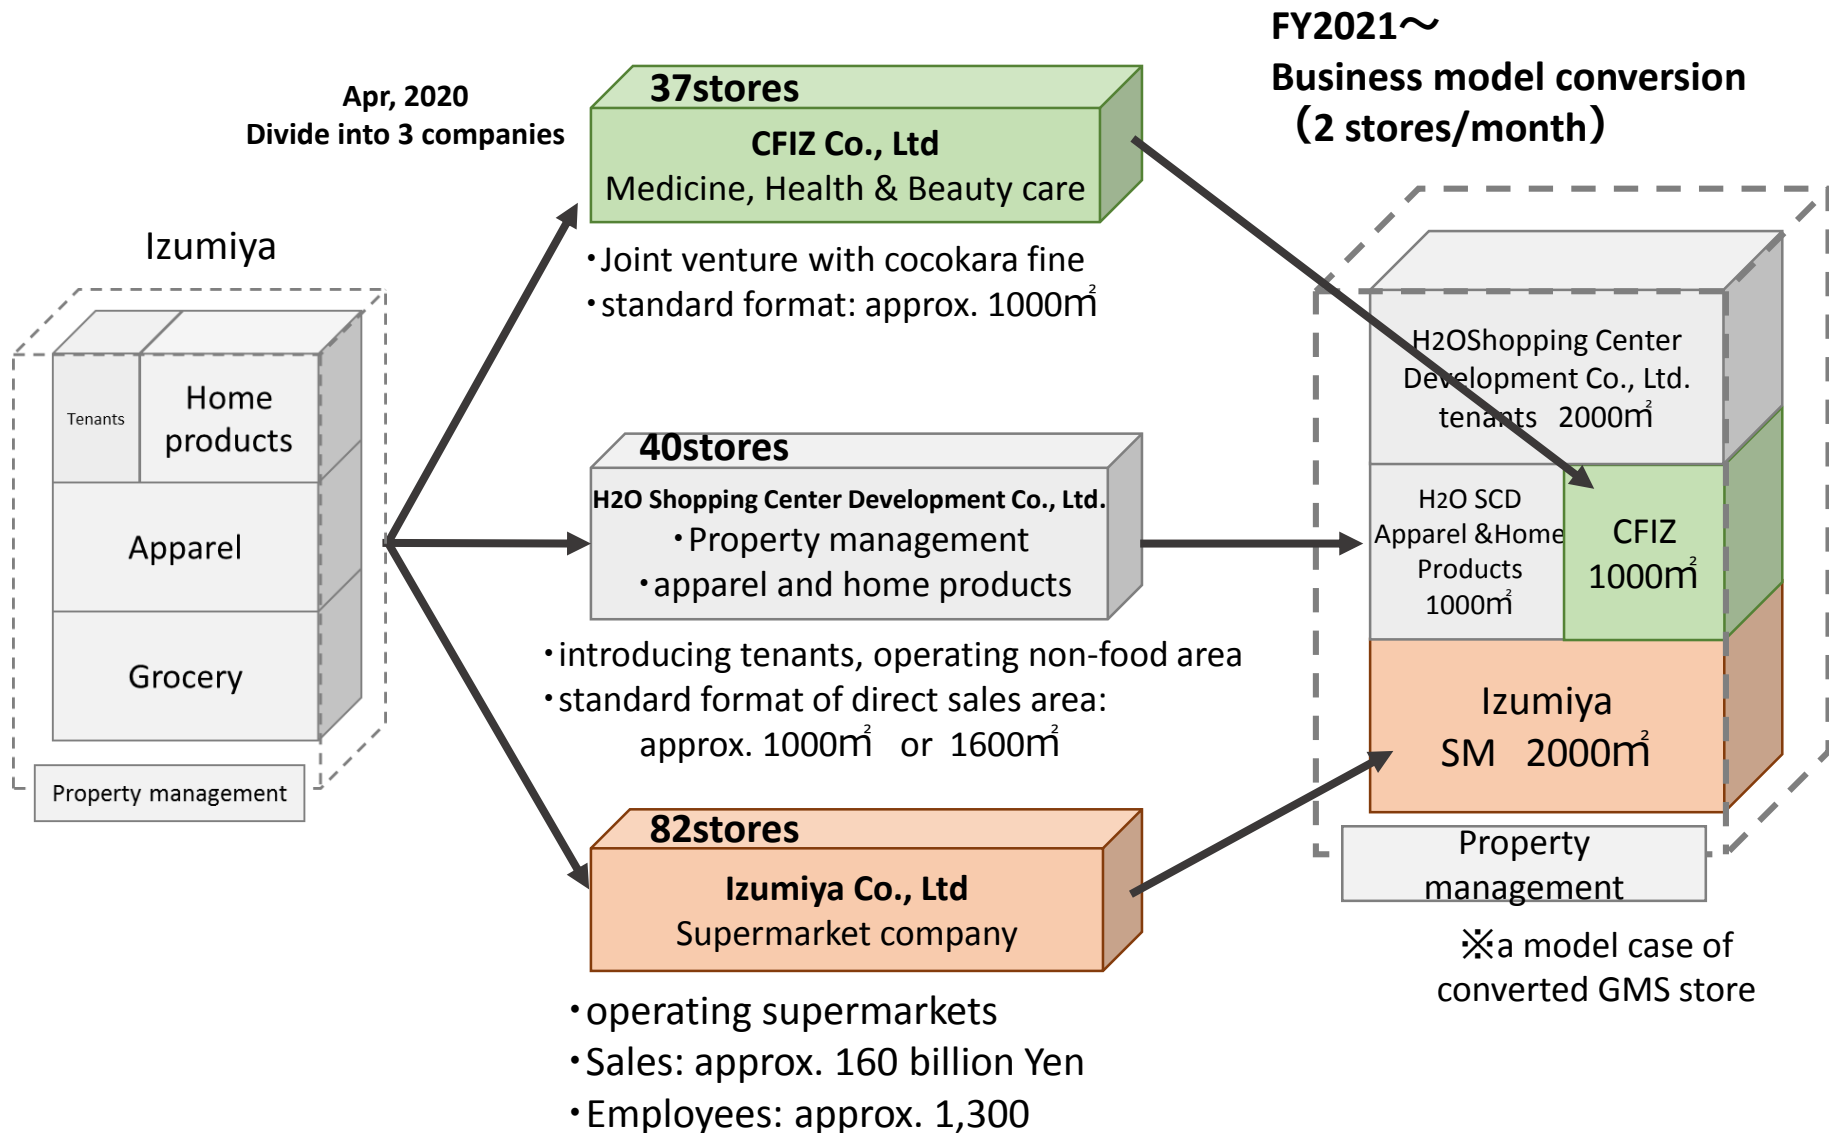 FY2021～
Business model conversion
（2 stores/month）
Apr, 2020
Divide into 3 companies
Izumiya
Tenants
Home
products
Apparel
Grocery
Property management
37stores
CFIZ Co., Ltd
Medicine, Health & Beauty care
・Joint venture with cocokara fine
・standard format: approx. 1000㎡
40stores
H2O Shopping Center Development Co., Ltd.
・Property management
・apparel and home products
・introducing tenants, operating non-food area
・standard format of direct sales area:
approx. 1000㎡ or 1600㎡
82stores
Izumiya Co., Ltd
Supermarket company
・operating supermarkets
・Sales: approx. 160 billion Yen
・Employees: approx. 1,300
H2OShopping Center
Development Co., Ltd.
tenants 2000㎡
H2O SCD
Apparel &Home
Products
1000㎡
CFIZ
1000㎡
Izumiya
SM 2000㎡
Property
management
※a model case of
converted GMS store